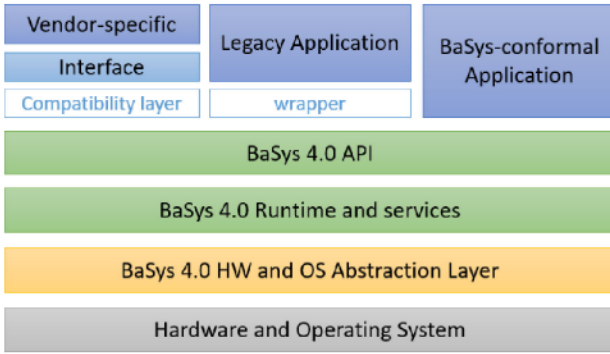 Vendor-specific
Interface
Compatibility layer
Legacy Application
wrapper
BaSys-conformal
Application
BaSys 4.0 API
BaSys 4.0 Runtime and services
BaSys 4.0 HW and OS Abstraction Layer
Hardware and Operating System